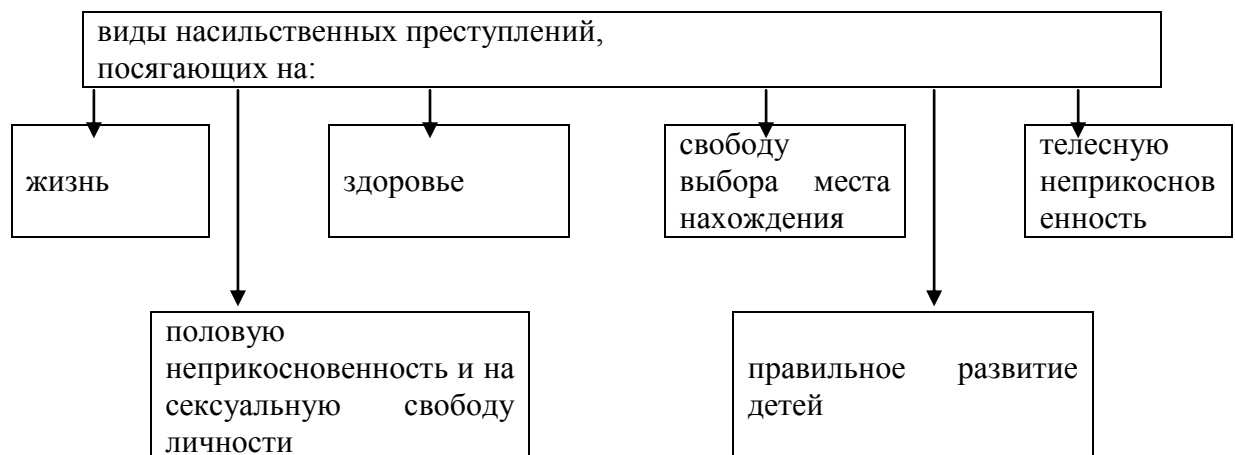 виды насильственных преступлений,
посягающих на:
жизнь
здоровье
свободу
выбора места
нахождения
телесную
неприкоснов
енность
половую
неприкосновенность и на
сексуальную свободу
личности
правильное развитие
детей